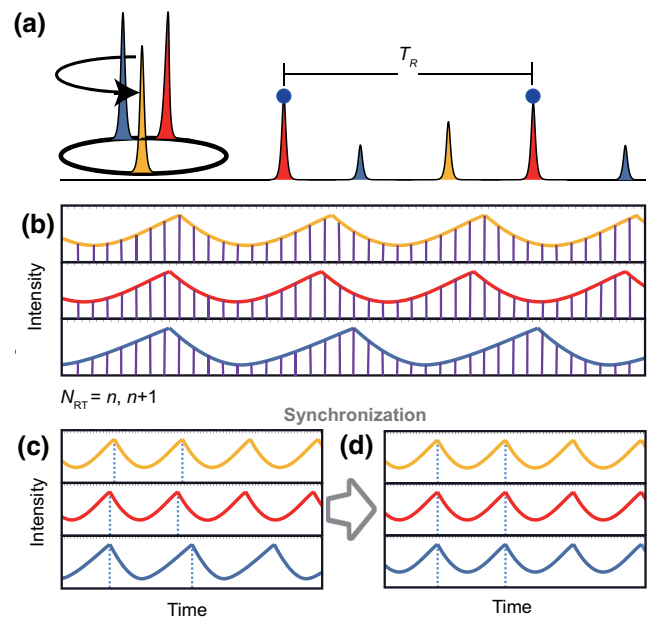 (a)
T_R
(b)
Intensity
N_RT = n, n+1
Synchronization
(c)
(d)
Intensity
Time
Time